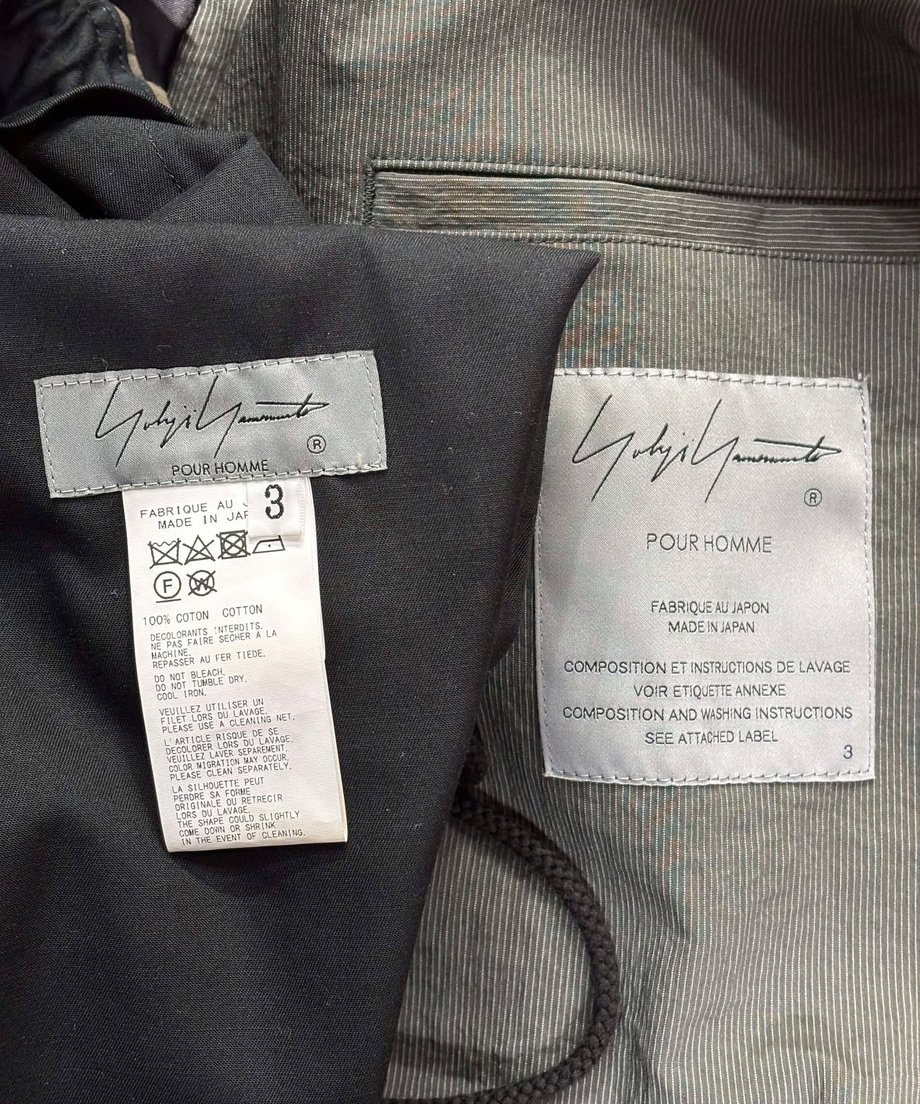 Yohji Yamamoto
®
POUR HOMME
3
FABRIQUE AU
MADE IN
F
W
100% COTON COTTON
DECOLORANTS INTERDITS.
NE PAS FAIRE SECHER A LA
MACHINE.
REPASSER AU FER TIEDE.
DO NOT BLEACH.
DO NOT TUMBLE DRY.
COOL IRON.
VEUILLEZ UTILISER UN
FILET LORS DU LAVAGE.
PLEASE USE A CLEANING NET.
L'ARTICLE RISQUE DE SE
DECOLORER LORS DU LAVAGE.
VEUILLEZ LAVER SEPAREMENT.
COLOR MIGRATION MAY OCCUR,
PLEASE CLEAN SEPARATELY.
LA SILHOUETTE PEUT
PERDRE SA FORME
ORIGINALE OU RETRECIR
LORS DU LAVAGE.
THE SHAPE COULD SLIGHTLY
COME DOWN OR SHRINK
IN THE EVENT OF CLEANING.
Yohji Yamamoto
®
POUR HOMME
FABRIQUE AU JAPON
MADE IN JAPAN
COMPOSITION ET INSTRUCTIONS DE LAVAGE
VOIR ETIQUETTE ANNEXE
COMPOSITION AND WASHING INSTRUCTIONS
SEE ATTACHED LABEL
3